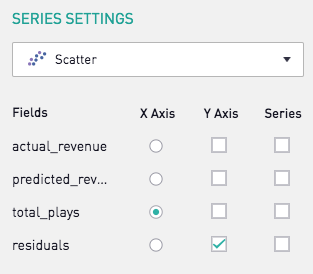 SERIES SETTINGS
Scatter
Fields X Axis Y Axis Series
actual_revenue
predicted_rev...
total_plays
residuals